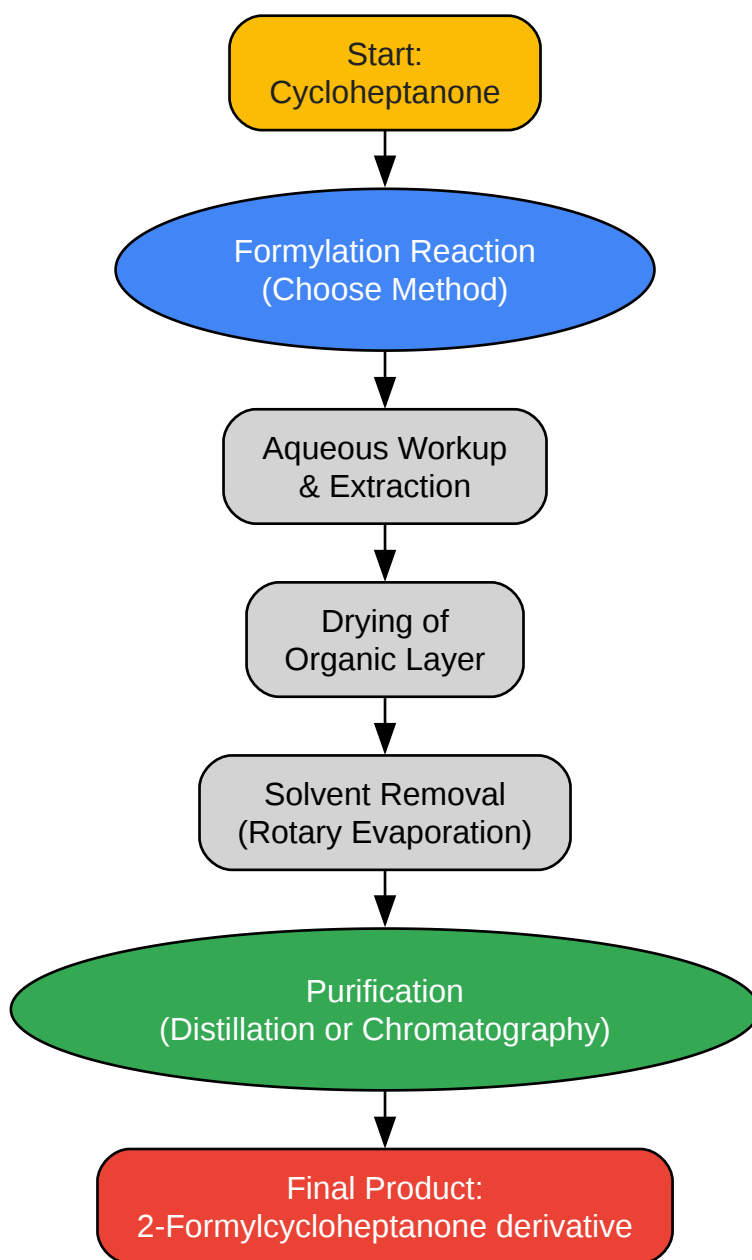 Start:
Cycloheptanone
Formylation Reaction
(Choose Method)
Aqueous Workup
& Extraction
Drying of
Organic Layer
Solvent Removal
(Rotary Evaporation)
Purification
(Distillation or Chromatography)
Final Product:
2-Formylcycloheptanone derivative